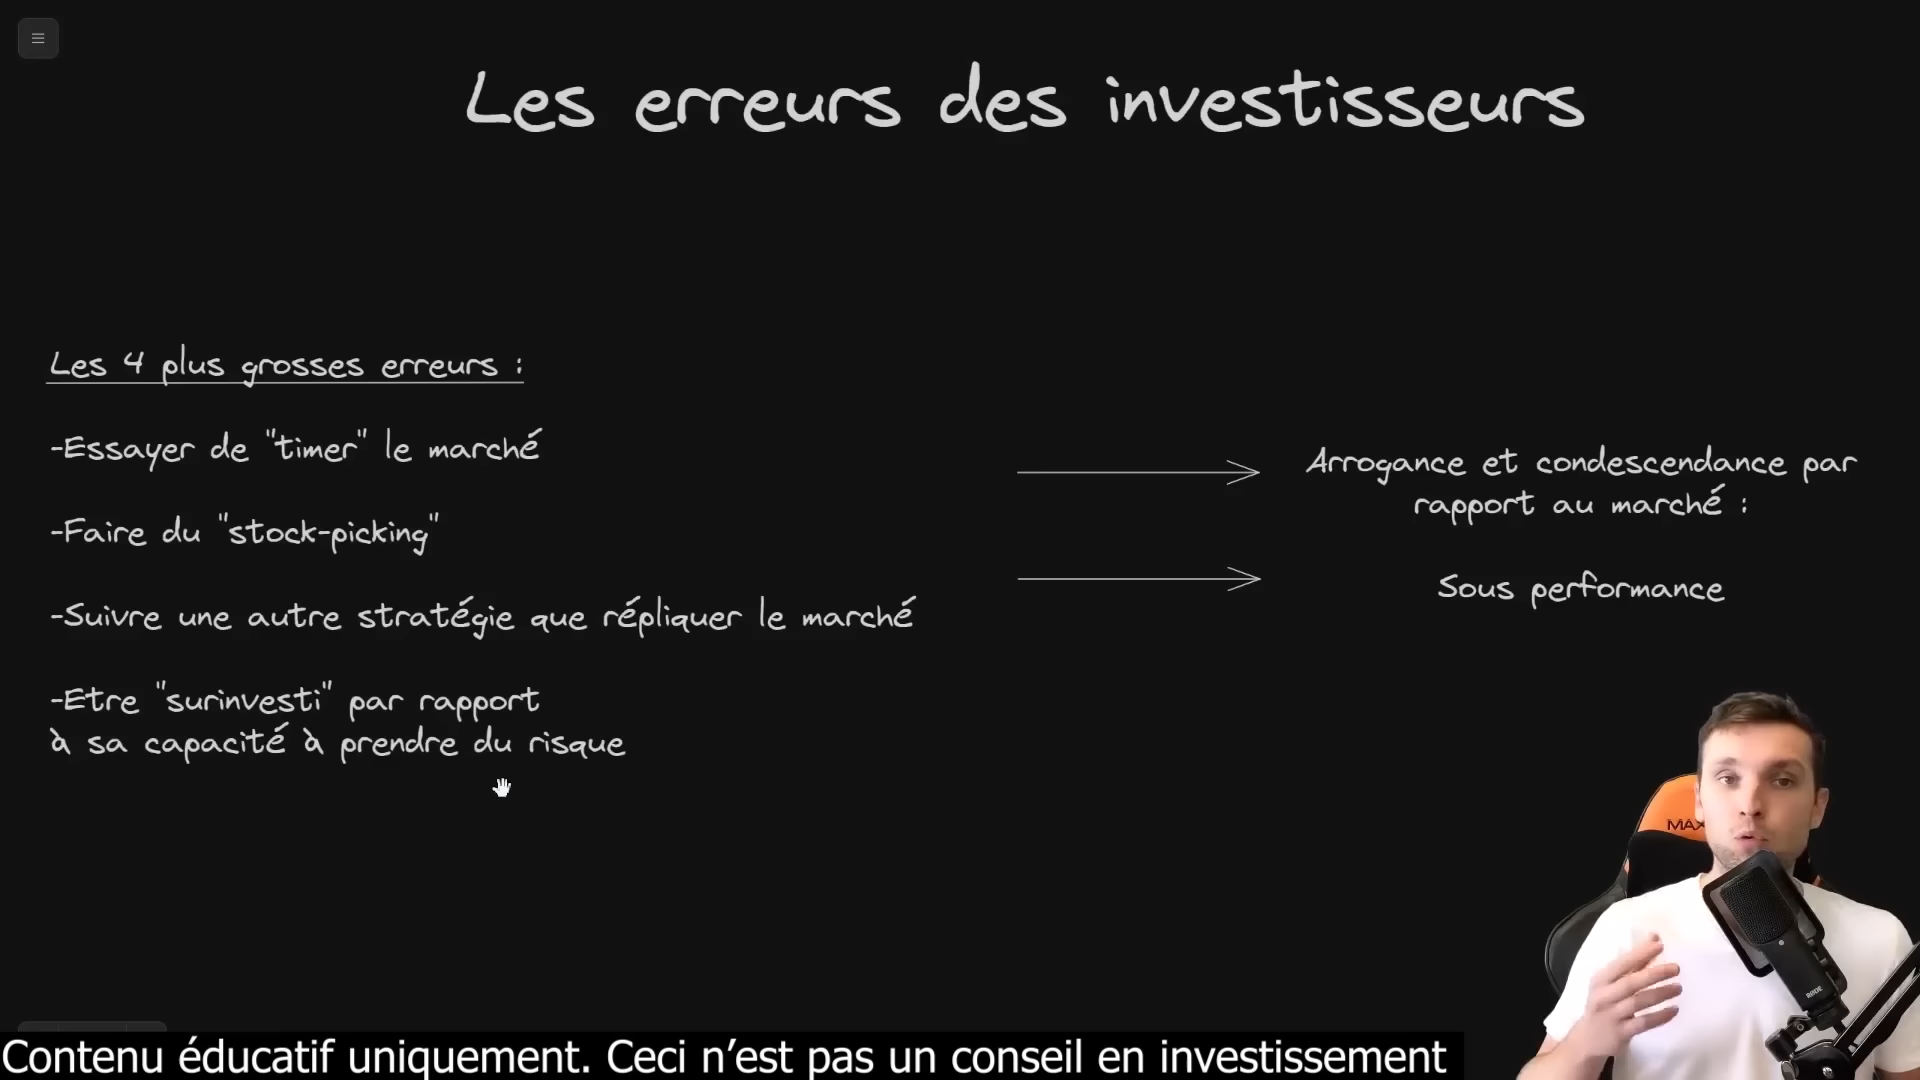 Les erreurs des investisseurs
Les 4 plus grosses erreurs :
-Essayer de "timer" le marché
-Faire du "stock-picking"
-Suivre une autre stratégie que répliquer le marché
-Etre "surinvesti" par rapport
à sa capacité à prendre du risque
Arrogance et condescendance par
rapport au marché :
Sous performance
MAX
RØDE
Contenu éducatif uniquement. Ceci n’est pas un conseil en investissement